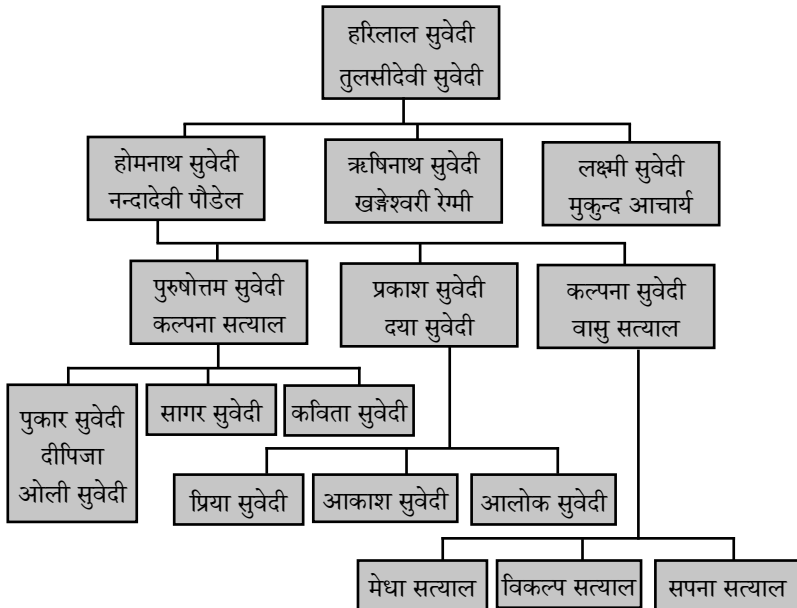 हरिलाल सुवेदी
तुलसीदेवी सुवेदी
होमनाथ सुवेदी
नन्दादेवी पौडेल
ऋषिनाथ सुवेदी
खड्गेश्वरी रेग्मी
लक्ष्मी सुवेदी
मुकुन्द आचार्य
पुरुषोत्तम सुवेदी
कल्पना सत्याल
प्रकाश सुवेदी
दया सुवेदी
कल्पना सुवेदी
वासु सत्याल
पुकार सुवेदी
दीपिजा
ओली सुवेदी
सागर सुवेदी
कविता सुवेदी
प्रिया सुवेदी
आकाश सुवेदी
आलोक सुवेदी
मेधा सत्याल
विकल्प सत्याल
सपना सत्याल